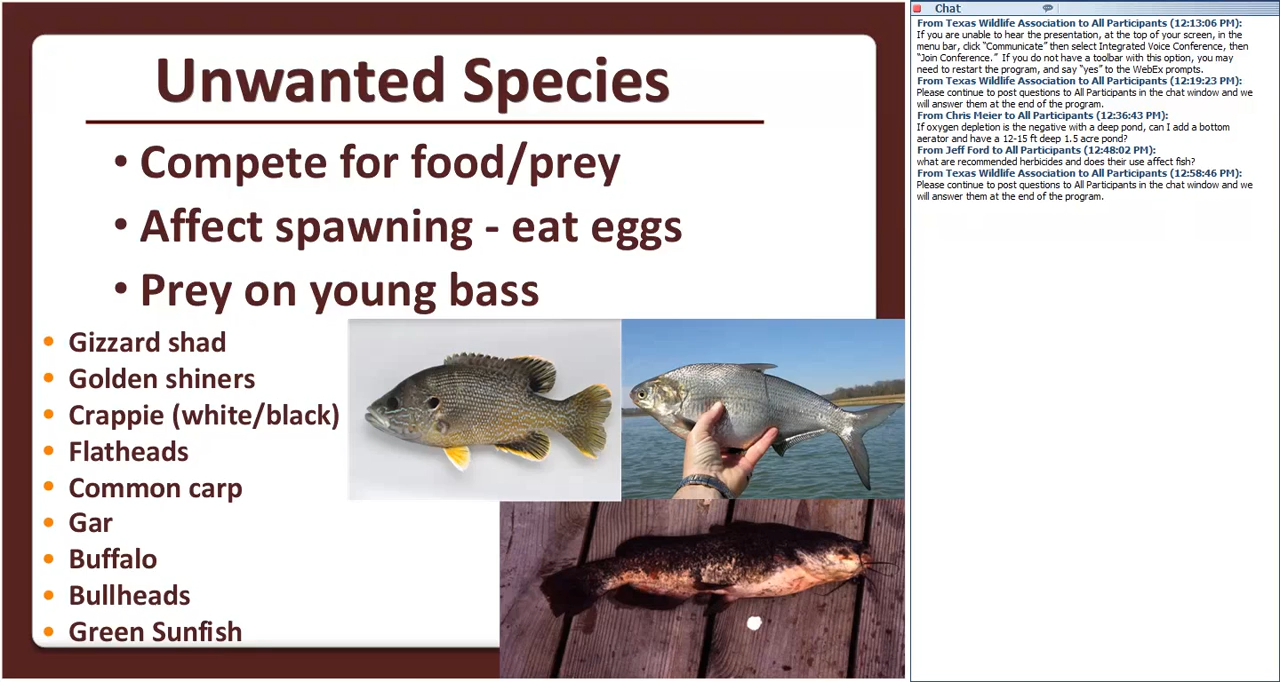 Unwanted Species
• Compete for food/prey
• Affect spawning - eat eggs
• Prey on young bass
• Gizzard shad
• Golden shiners
• Crappie (white/black)
• Flatheads
• Common carp
• Gar
• Buffalo
• Bullheads
• Green Sunfish
Chat
From Texas Wildlife Association to All Participants (12:13:06 PM):
If you are unable to hear the presentation, at the top of your screen, in the
menu bar, click "Communicate" then select Integrated Voice Conference, then
"Join Conference." If you do not have a toolbar with this option, you may
need to restart the program, and say "yes" to the WebEx prompts.
From Texas Wildlife Association to All Participants (12:19:23 PM):
Please continue to post questions to All Participants in the chat window and we
will answer them at the end of the program.
From Chris Meier to All Participants (12:36:43 PM):
If oxygen depletion is the negative with a deep pond, can I add a bottom
aerator and have a 12-15 ft deep 1.5 acre pond?
From Jeff Ford to All Participants (12:48:02 PM):
what are recommended herbicides and does their use affect fish?
From Texas Wildlife Association to All Participants (12:58:46 PM):
Please continue to post questions to All Participants in the chat window and we
will answer them at the end of the program.